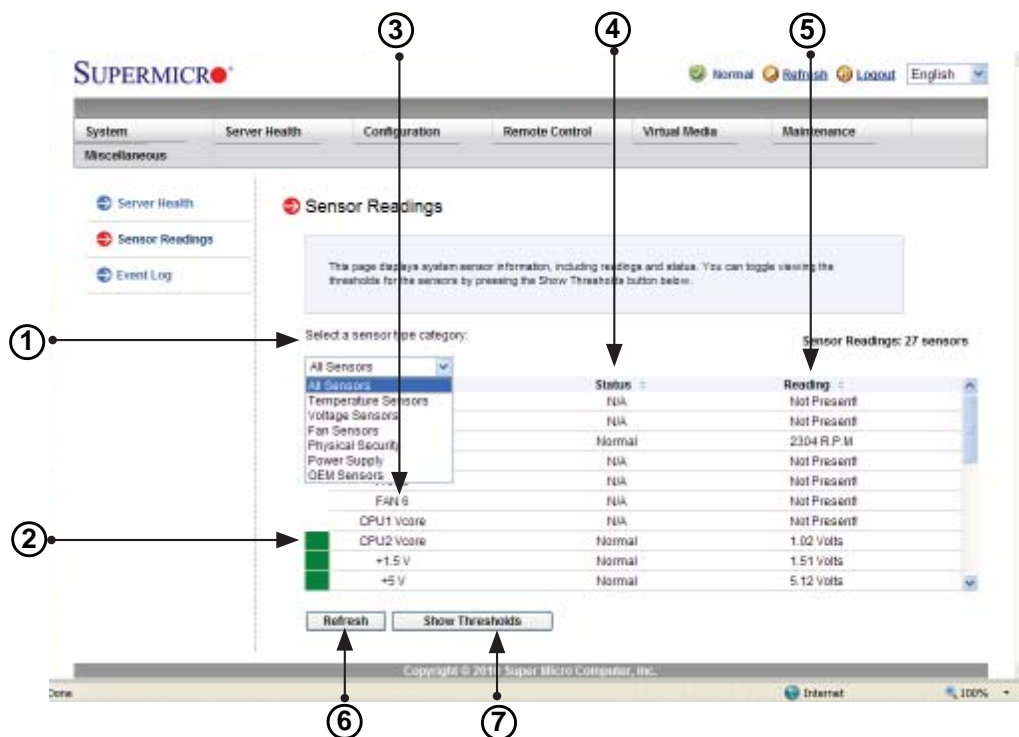 3 4 5
SUPERMICRO
Normal Refresh Logout English
System Server Health Configuration Remote Control Virtual Media Maintenance
Miscellaneous
Server Health
Sensor Readings
Event Log
Sensor Readings
This page displays system sensor information, including readings and status. You can toggle viewing the
thresholds for the sensors by pressing the Show Thresholds button below.
1
Select a sensor type category:
Sensor Readings: 27 sensors
All Sensors
Status Reading
All Sensors
Temperature Sensors
Voltage Sensors
Fan Sensors
Physical Security
Power Supply
OEM Sensors
N/A Not Present!
N/A Not Present!
Normal 2304 R.P.M
N/A Not Present!
N/A Not Present!
FAN 6 N/A Not Present!
CPU1 Vcore N/A Not Present!
2
CPU2 Vcore Normal 1.02 Volts
+1.5 V Normal 1.51 Volts
+5 V Normal 5.12 Volts
Refresh Show Thresholds
Copyright © Super Micro Computer, Inc.
Done Internet 100%
6 7